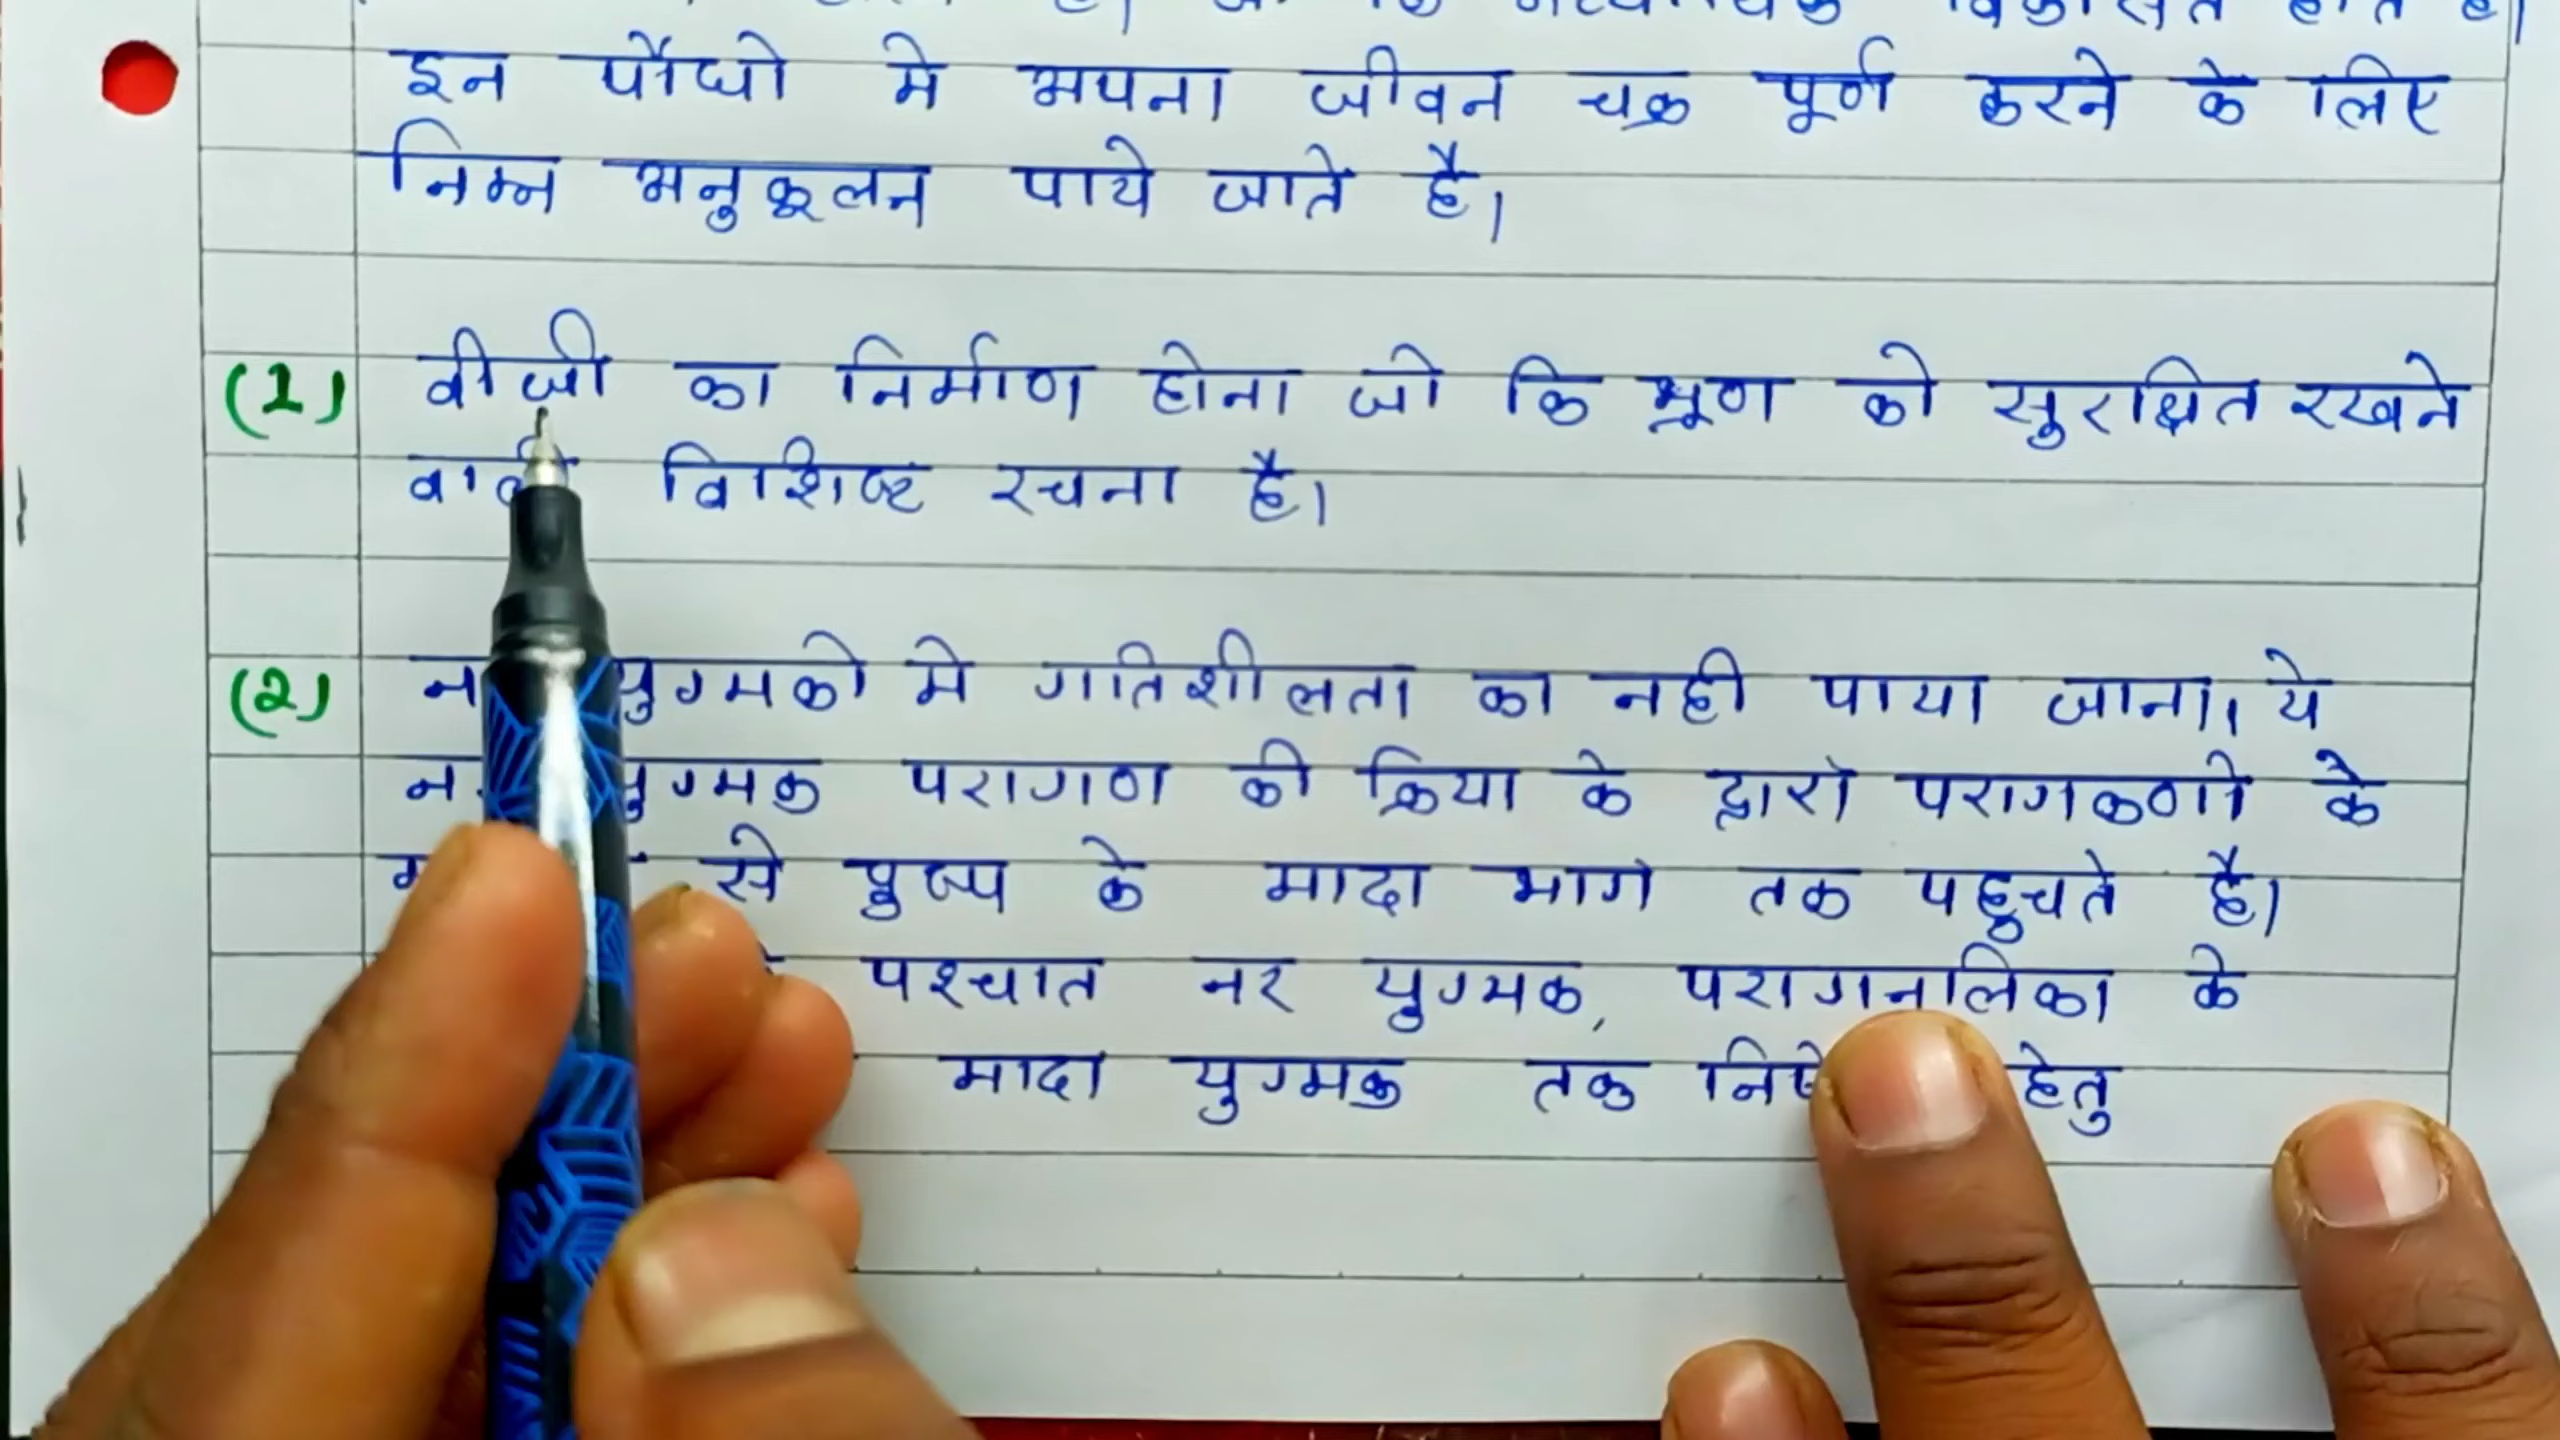 विकसित होते है।
इन पौधो मे अपना जीवन चक्र पूर्ण करने के लिए
निम्न अनुकूलन पाये जाते है।
(1) बीजो का निर्माण होना जो कि भ्रूण को सुरक्षित रखने
विशिष्ट रचना है।
(2) युग्मको मे गतिशीलता का नही पाया जाना। ये
युग्मक परागण की क्रिया के द्वारा परागकणो के
से पुष्प के मादा भाग तक पहुचते है।
पश्चात नर युग्मक, परागनलिका के
मादा युग्मक तक हेतु